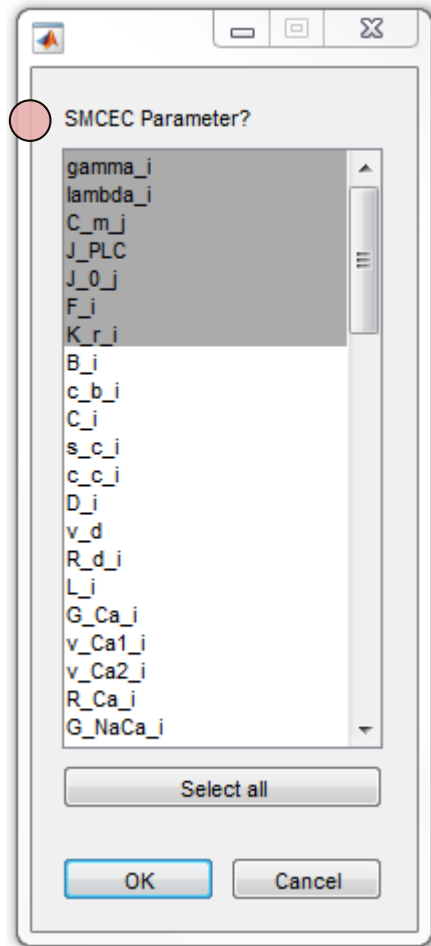 SMCEC Parameter?
gamma_i
lambda_i
C_m_j
J_PLC
J_0_j
F_i
K_r_i
B_i
c_b_i
C_i
s_c_i
c_c_i
D_i
v_d
R_d_i
L_i
G_Ca_i
v_Ca1_i
v_Ca2_i
R_Ca_i
G_NaCa_i
Select all
OK Cancel